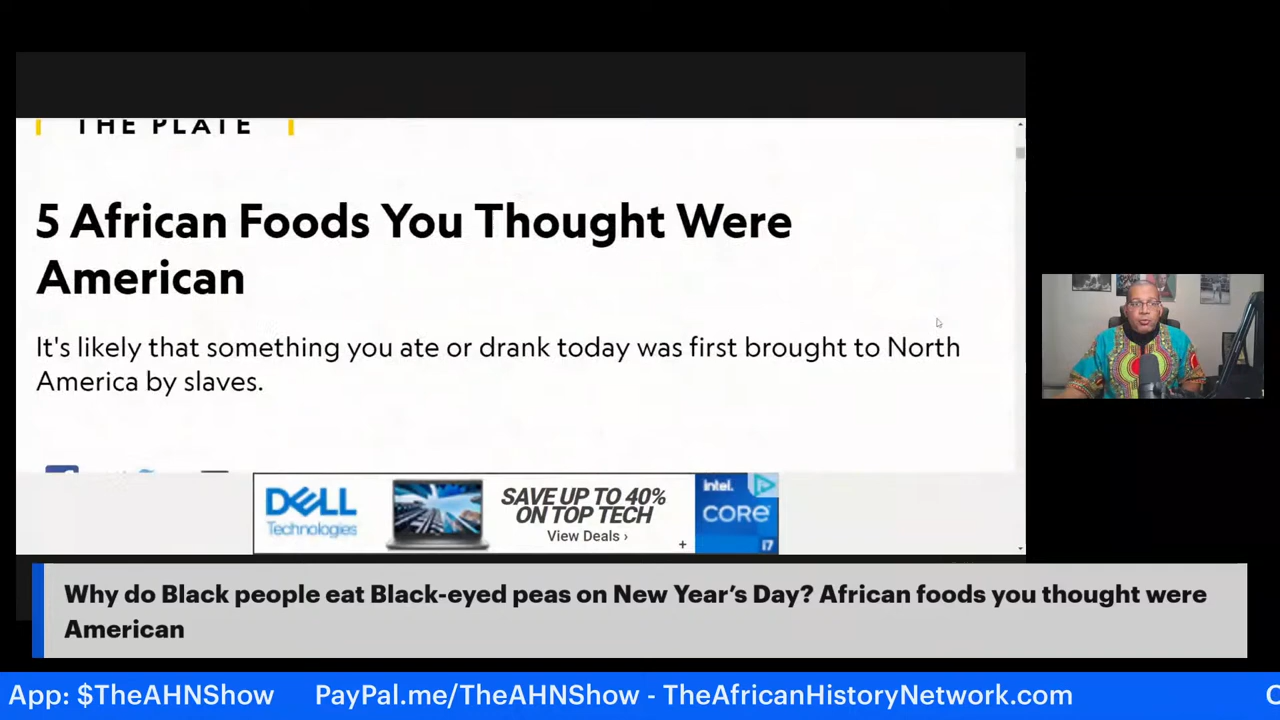 THE PLATE
5 African Foods You Thought Were
American
It's likely that something you ate or drank today was first brought to North
America by slaves.
DELL
Technologies
SAVE UP TO 40%
ON TOP TECH
View Deals ›
intel.
CORE
i7
Why do Black people eat Black-eyed peas on New Year's Day? African foods you thought were
American
App: $TheAHNShow PayPal.me/TheAHNShow - TheAfricanHistoryNetwork.com C